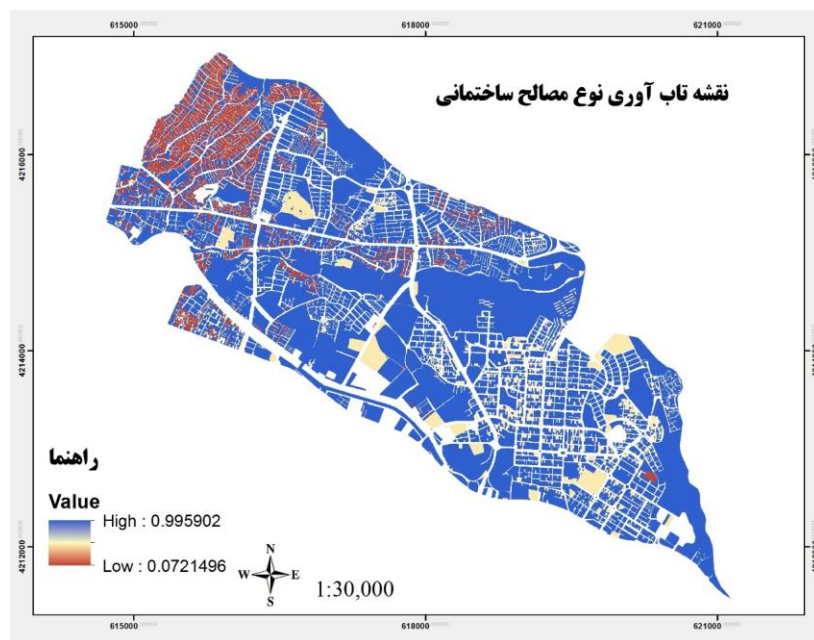 615000 618000 621000
نقشه تاب آوری نوع مصالح ساختمانی
4216000
4214000
4212000
راهنما
Value
High : 0.995902
Low : 0.0721496
N
W E
S
1:30,000
615000 618000 621000